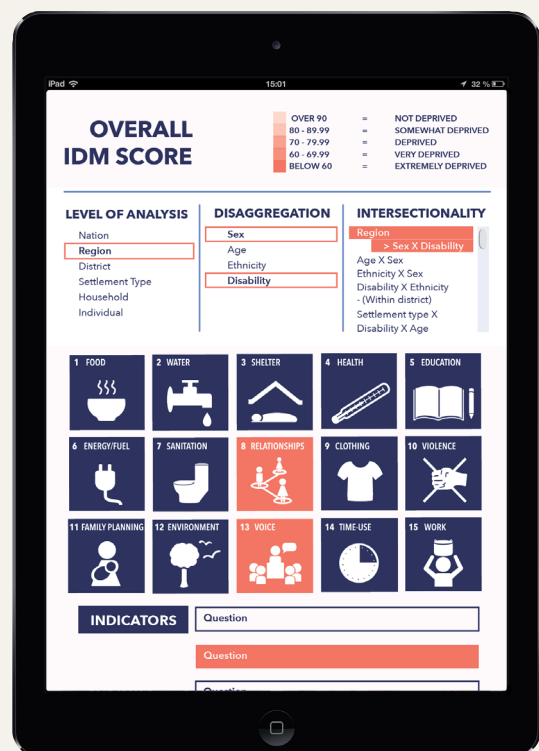 iPad 15:01 32 %
OVERALL
IDM SCORE
OVER 90 = NOT DEPRIVED
80 - 89.99 = SOMEWHAT DEPRIVED
70 - 79.99 = DEPRIVED
60 - 69.99 = VERY DEPRIVED
BELOW 60 = EXTREMELY DEPRIVED
LEVEL OF ANALYSIS
Nation
Region
District
Settlement Type
Household
Individual
DISAGGREGATION
Sex
Age
Ethnicity
Disability
INTERSECTIONALITY
Region
> Sex X Disability
Age X Sex
Ethnicity X Sex
Disability X Ethnicity
- (Within district)
Settlement type X
Disability X Age
1 FOOD
2 WATER
3 SHELTER
4 HEALTH
5 EDUCATION
6 ENERGY/FUEL
7 SANITATION
8 RELATIONSHIPS
9 CLOTHING
10 VIOLENCE
11 FAMILY PLANNING
12 ENVIRONMENT
13 VOICE
14 TIME-USE
15 WORK
INDICATORS
Question
Question
Question